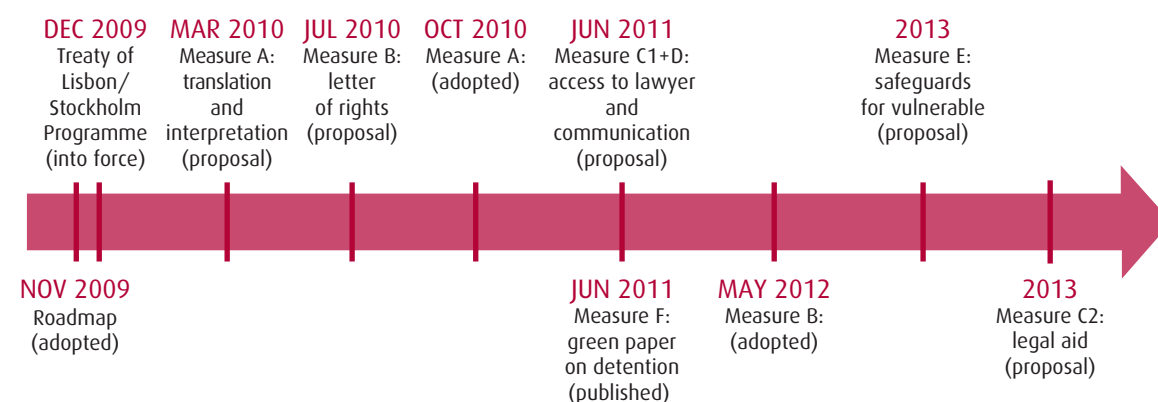 DEC 2009
Treaty of
Lisbon/
Stockholm
Programme
(into force)
MAR 2010
Measure A:
translation
and
interpretation
(proposal)
JUL 2010
Measure B:
letter
of rights
(proposal)
OCT 2010
Measure A:
(adopted)
JUN 2011
Measure C1+D:
access to lawyer
and
communication
(proposal)
2013
Measure E:
safeguards
for vulnerable
(proposal)
NOV 2009
Roadmap
(adopted)
JUN 2011
Measure F:
green paper
on detention
(published)
MAY 2012
Measure B:
(adopted)
2013
Measure C2:
legal aid
(proposal)